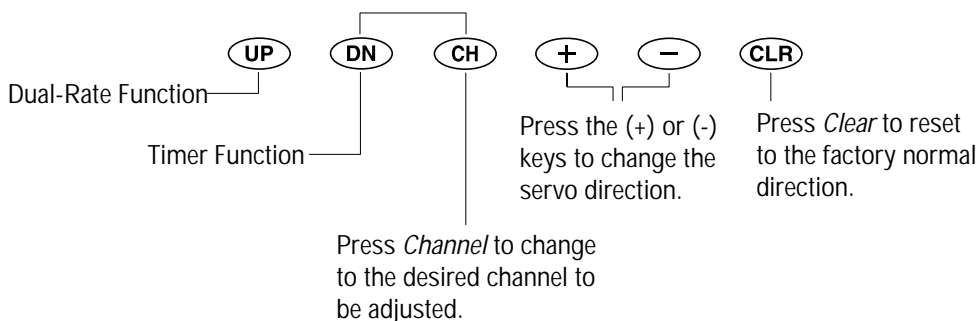 UP DN CH + − CLR
Dual-Rate Function
Timer Function
Press the (+) or (-)
keys to change the
servo direction.
Press Clear to reset
to the factory normal
direction.
Press Channel to change
to the desired channel to
be adjusted.